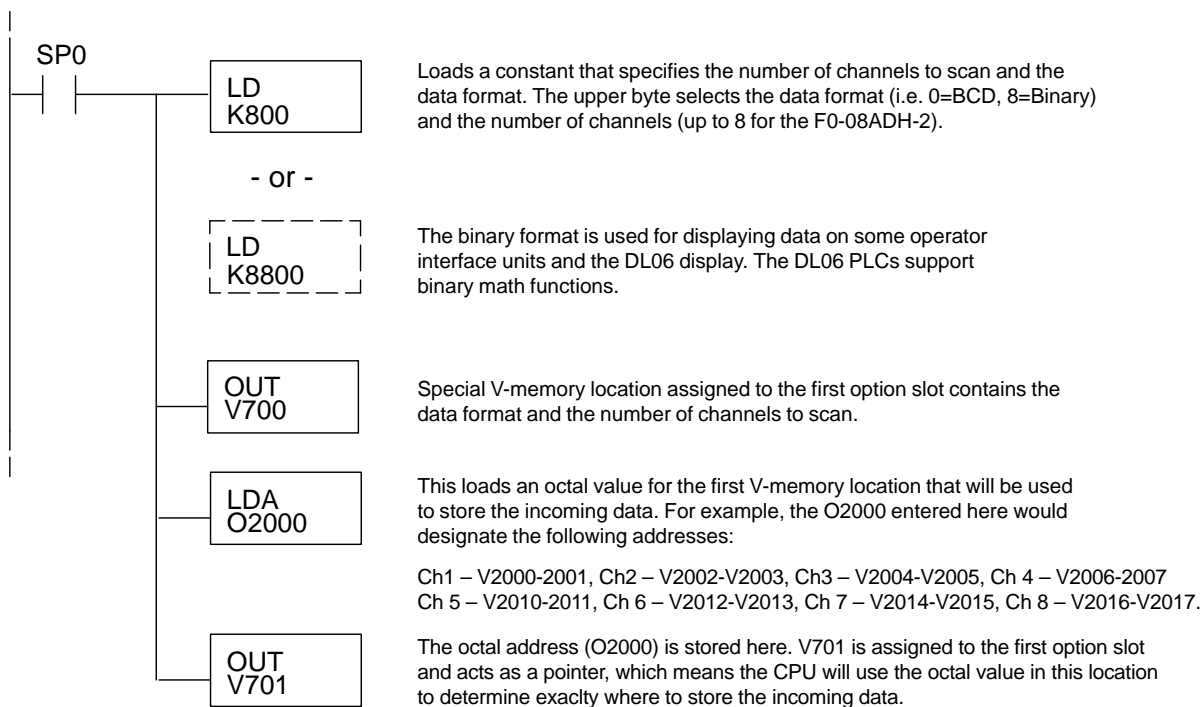 SP0
LD
K800
Loads a constant that specifies the number of channels to scan and the
data format. The upper byte selects the data format (i.e. 0=BCD, 8=Binary)
and the number of channels (up to 8 for the F0-08ADH-2).
- or -
LD
K8800
The binary format is used for displaying data on some operator
interface units and the DL06 display. The DL06 PLCs support
binary math functions.
OUT
V700
Special V-memory location assigned to the first option slot contains the
data format and the number of channels to scan.
LDA
O2000
This loads an octal value for the first V-memory location that will be used
to store the incoming data. For example, the O2000 entered here would
designate the following addresses:
Ch1 – V2000-2001, Ch2 – V2002-V2003, Ch3 – V2004-V2005, Ch 4 – V2006-2007
Ch 5 – V2010-2011, Ch 6 – V2012-V2013, Ch 7 – V2014-V2015, Ch 8 – V2016-V2017.
OUT
V701
The octal address (O2000) is stored here. V701 is assigned to the first option slot
and acts as a pointer, which means the CPU will use the octal value in this location
to determine exaclty where to store the incoming data.